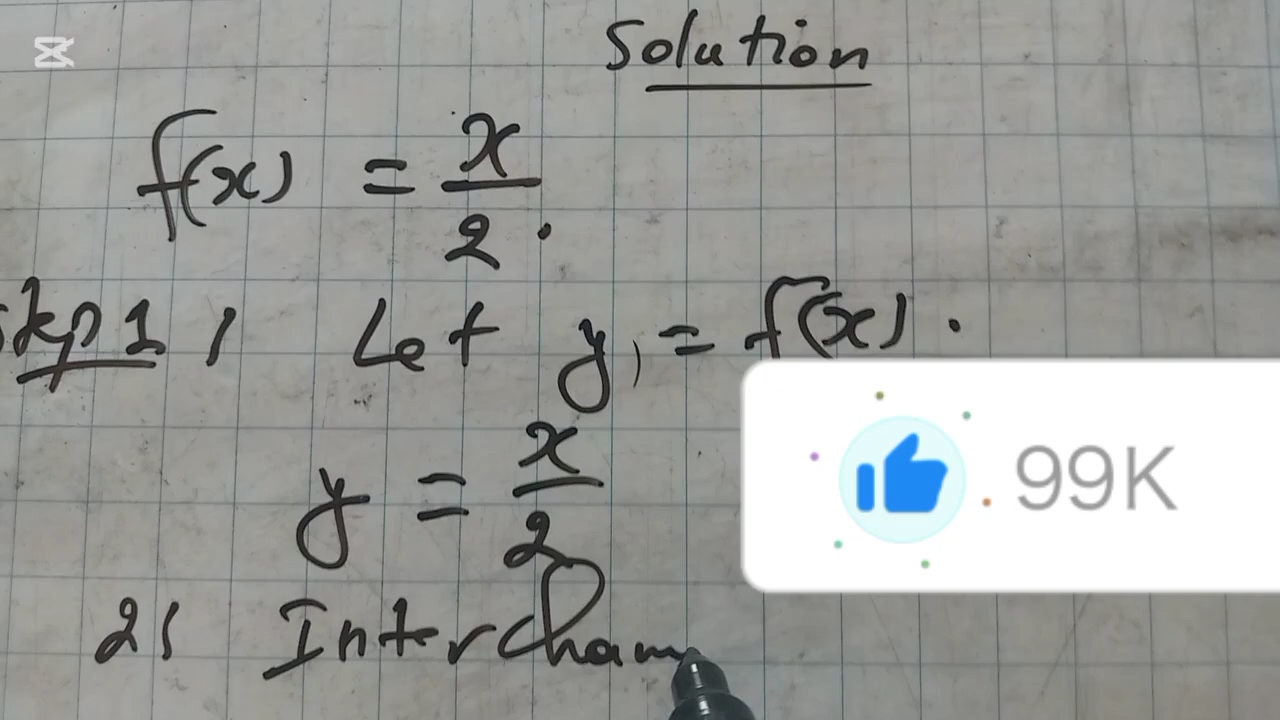 Solution
f(x) = x/2.
Step 1, Let y, = f(x).
99K
y = x/2
2, Interchan